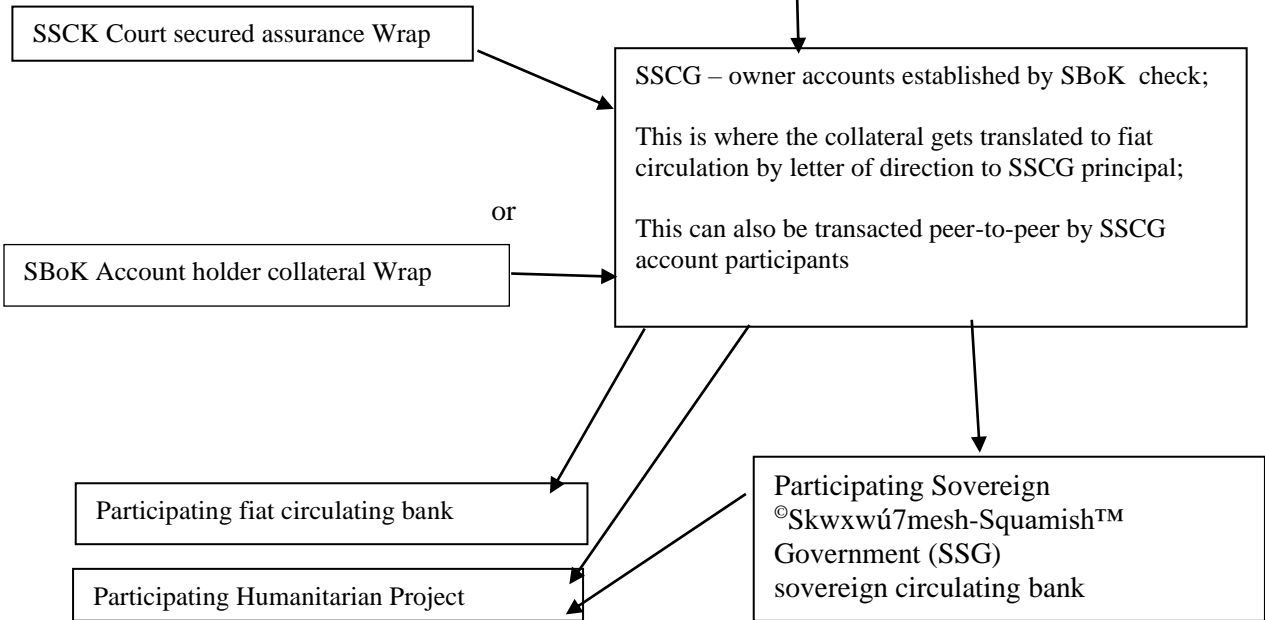 SSCK Court secured assurance Wrap
SSCG – owner accounts established by SBoK check;
This is where the collateral gets translated to fiat
circulation by letter of direction to SSCG principal;
This can also be transacted peer-to-peer by SSCG
account participants
or
SBoK Account holder collateral Wrap
Participating fiat circulating bank
Participating Humanitarian Project
Participating Sovereign
©Skwxwú7mesh-Squamish™
Government (SSG)
sovereign circulating bank